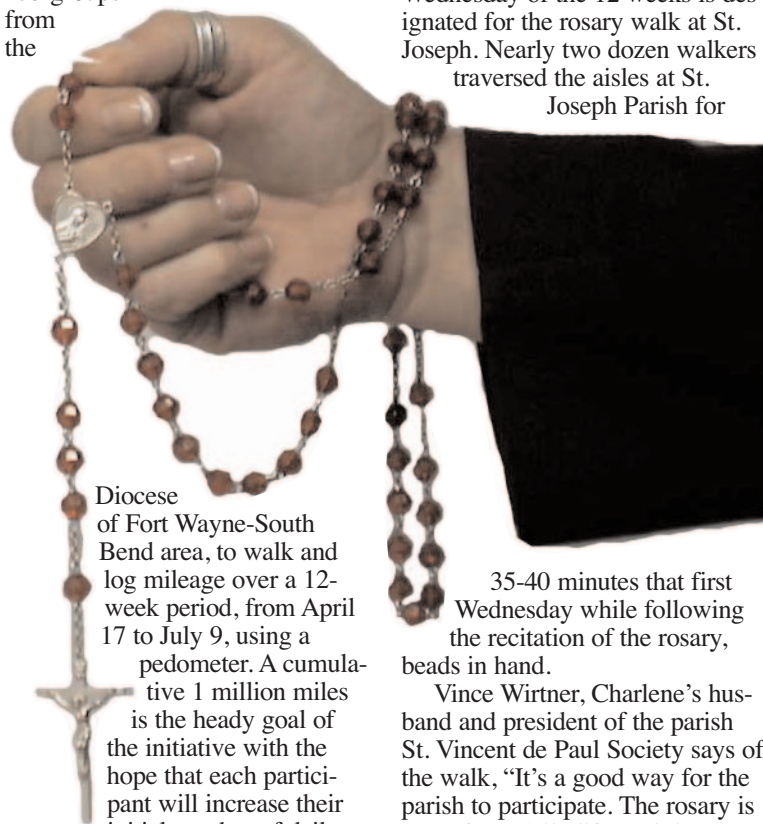 from
the
Diocese
of Fort Wayne-South
Bend area, to walk and
log mileage over a 12-
week period, from April
17 to July 9, using a
pedometer. A cumula-
tive 1 million miles
is the heady goal of
the initiative with the
hope that each partici-
pant will increase their
Wednesday of the 12 weeks is des-
ignated for the rosary walk at St.
Joseph. Nearly two dozen walkers
traversed the aisles at St.
Joseph Parish for
35-40 minutes that first
Wednesday while following
the recitation of the rosary,
beads in hand.
Vince Wirtner, Charlene’s hus-
band and president of the parish
St. Vincent de Paul Society says of
the walk, “It’s a good way for the
parish to participate. The rosary is